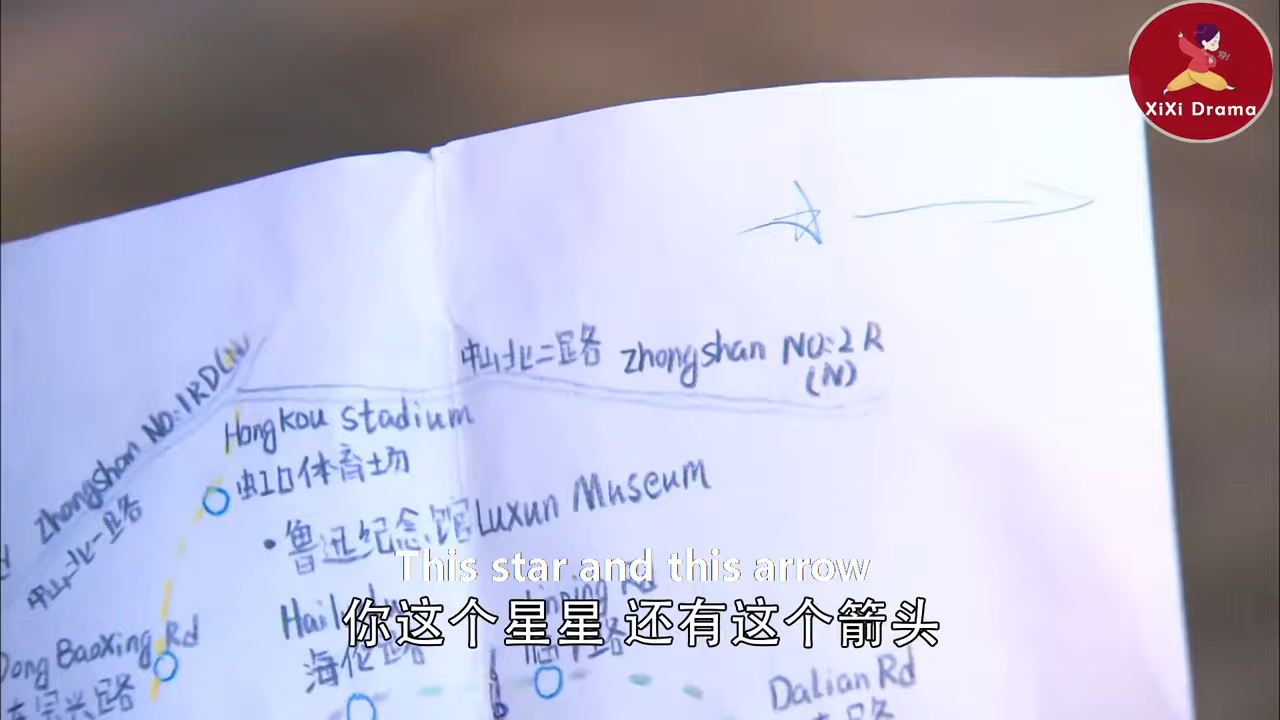 XiXi Drama
中山北二路 zhongshan NO:2 R
(N)
zhongshan NO:1 RD(N)
中山北一路
Hongkou Stadium
虹口体育场
•鲁迅纪念馆 Luxun Museum
This star and this arrow
你这个星星 还有这个箭头
Dong BaoXing Rd
海伦路
Dalian Rd